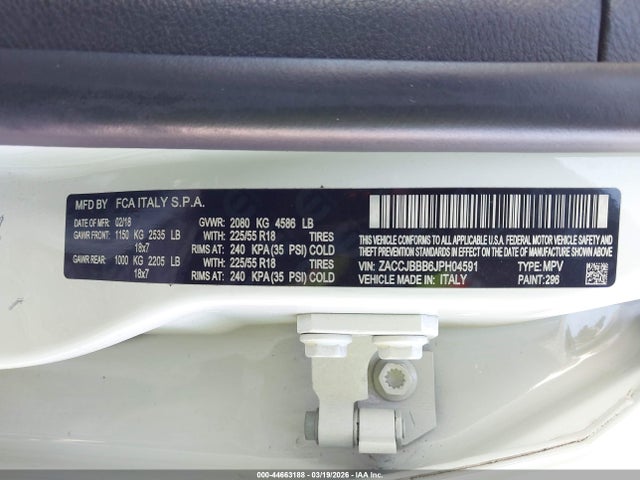 MFD BY FCA ITALY S.P.A.
DATE OF MFR: 02/18 GVWR: 2080 KG 4586 LB
GAWR FRONT: 1150 KG 2535 LB WITH 225/55 R18 TIRES
18x7 RIMS AT: 240 KPA (35 PSI) COLD
GAWR REAR: 1000 KG 2205 LB WITH 225/55 R18 TIRES
18x7 RIMS AT: 240 KPA (35 PSI) COLD
THIS VEHICLE CONFORMS TO ALL APPLICABLE U.S.A. FEDERAL MOTOR VEHICLE SAFETY
AND THEFT PREVENTION STANDARDS IN EFFECT ON THE DATE OF MANUFACTURE SHOWN ABOVE.
VIN: ZACCJBBB6JPH04591 TYPE: MPV
VEHICLE MADE IN: ITALY PAINT: 296
000-44663188 - 03/19/2026 - IAA Inc.